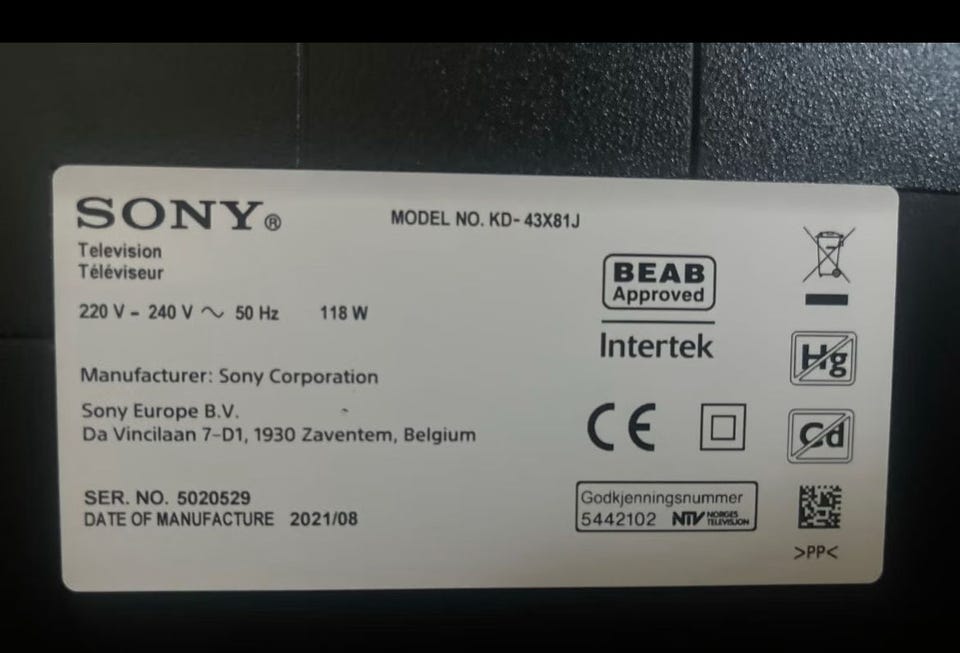 SONY®
MODEL NO. KD-43X81J
Television
Téléviseur
220 V - 240 V ~ 50 Hz 118 W
BEAB
Approved
Intertek
Manufacturer: Sony Corporation
Sony Europe B.V.
Da Vincilaan 7-D1, 1930 Zaventem, Belgium
CE
Hg
Cd
SER. NO. 5020529
DATE OF MANUFACTURE 2021/08
Godkjenningsnummer
5442102 NTV NORGES TELEVISJON
>PP<